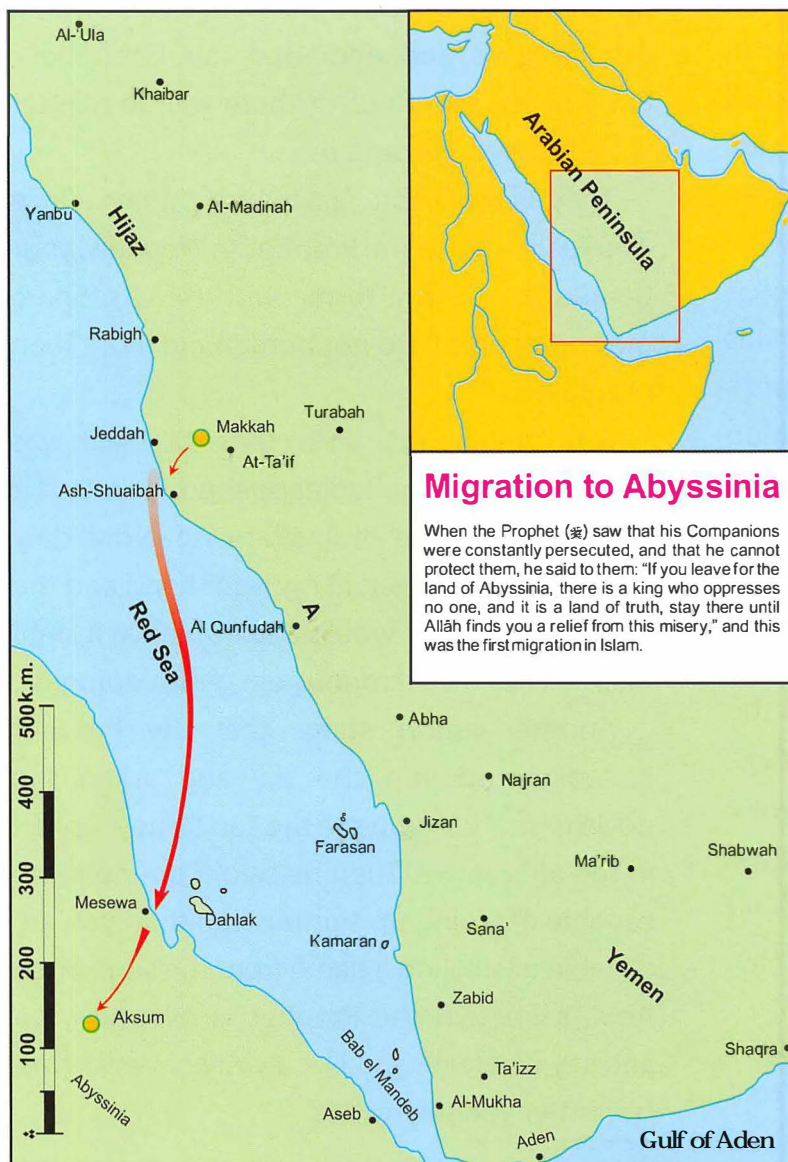 Al-'Ula
Khaibar
Yanbu
Hijaz
Al-Madinah
Rabigh
Makkah
Turabah
Jeddah
At-Ta'if
Ash-Shuaibah
Red Sea
Al Qunfudah
A
Abha
Najran
Jizan
Farasan
Ma'rib
Shabwah
Mesewa
Dahlak
Kamaran
Sana'
Yemen
Zabid
Aksum
Abyssinia
Bab el Mandeb
Ta'izz
Shaqra
Al-Mukha
Aseb
Aden
Gulf of Aden
500k.m.
400
300
200
100
Arabian Peninsula
Migration to Abyssinia
When the Prophet (ﷺ) saw that his Companions
were constantly persecuted, and that he cannot
protect them, he said to them: “If you leave for the
land of Abyssinia, there is a king who oppresses
no one, and it is a land of truth, stay there until
Allâh finds you a relief from this misery,” and this
was the first migration in Islam.